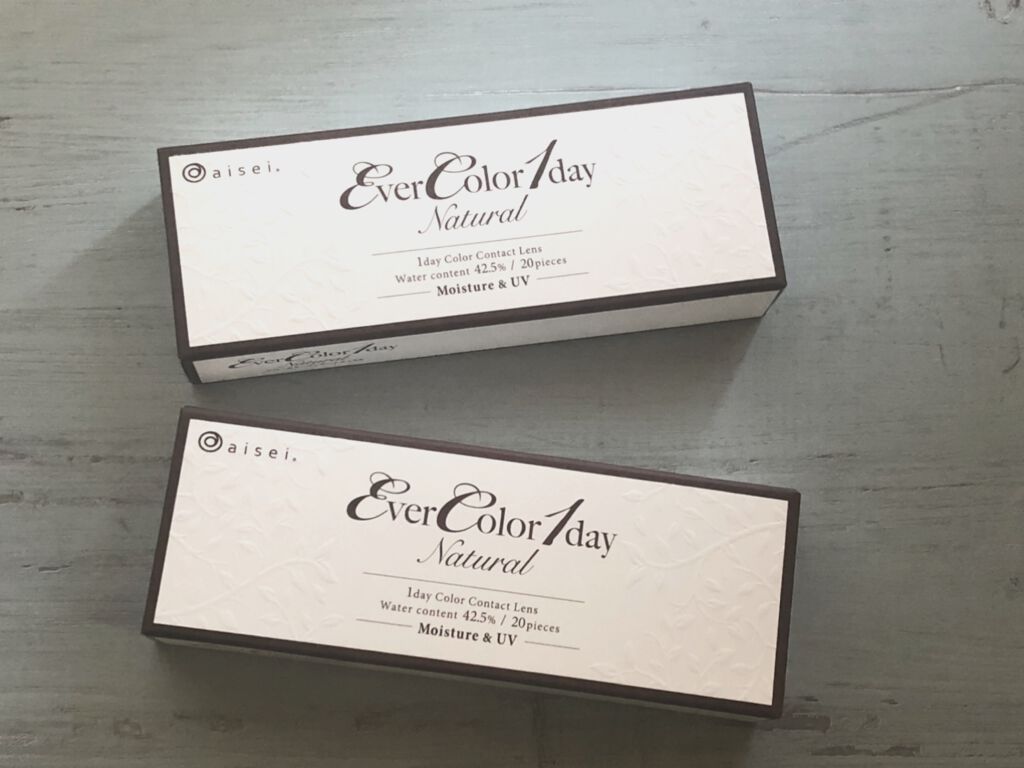 aisei.
EverColor1day
Natural
1day Color Contact Lens
Water content 42.5% / 20pieces
Moisture & UV
EverColor1day
Natural
aisei.
EverColor1day
Natural
1day Color Contact Lens
Water content 42.5% / 20pieces
Moisture & UV